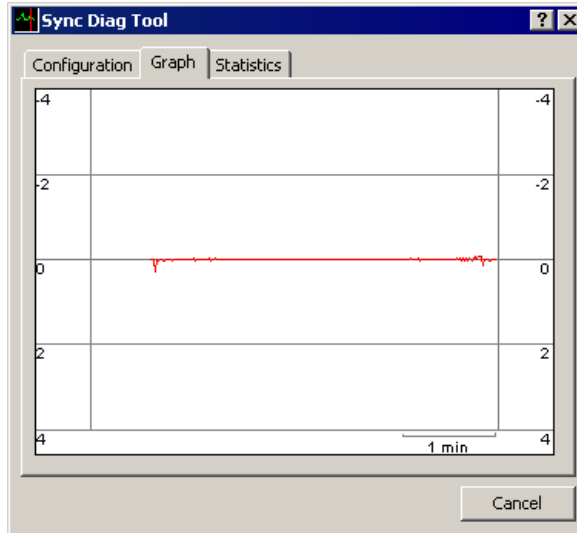 Sync Diag Tool
Configuration Graph Statistics
-4 -4
-2 -2
0 0
2 2
4 4
1 min
Cancel